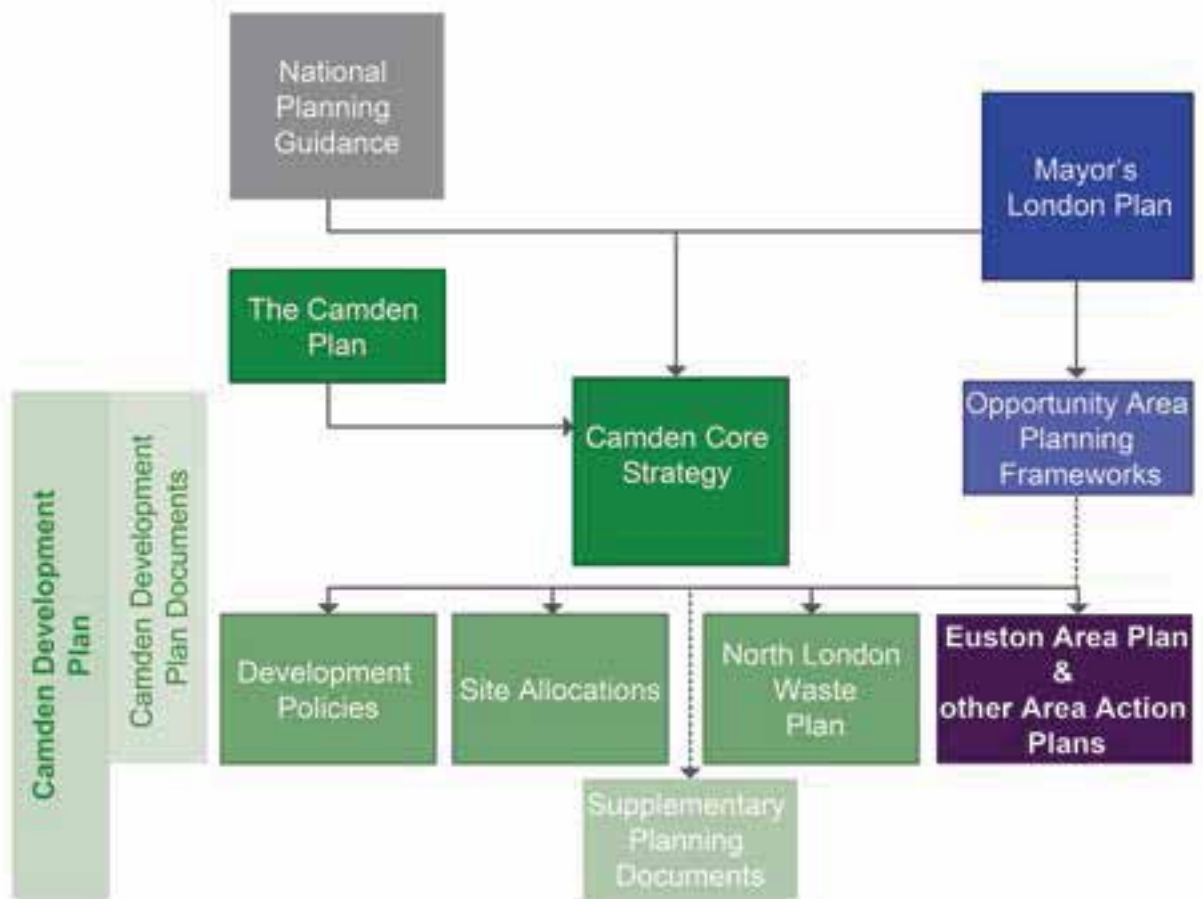 National
Planning
Guidance
Mayor's
London Plan
The Camden
Plan
Camden Core
Strategy
Opportunity Area
Planning
Frameworks
Camden Development
Plan
Camden Development
Plan Documents
Development
Policies
Site Allocations
North London
Waste
Plan
Euston Area Plan
&
other Area Action
Plans
Supplementary
Planning
Documents